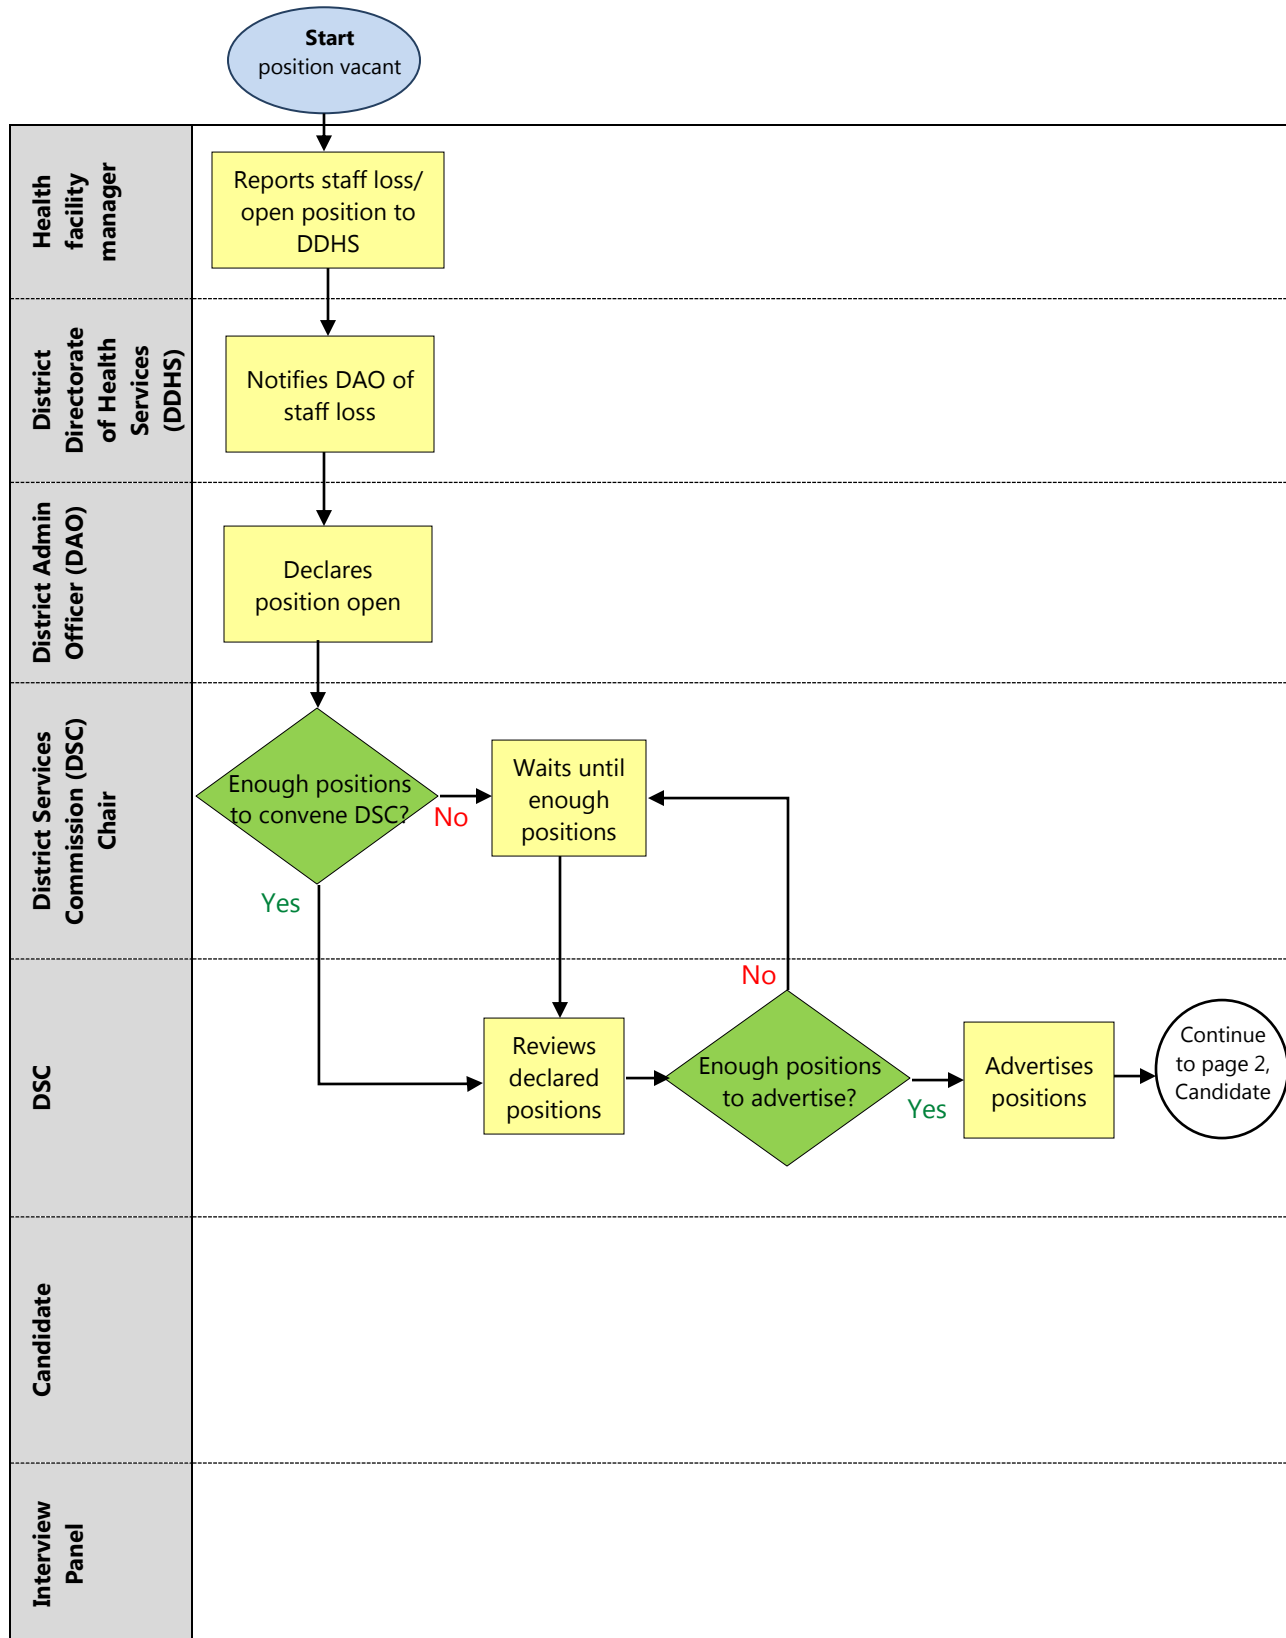 Start
position vacant
Health
facility
manager
Reports staff loss/
open position to
DDHS
District
Directorate
of Health
Services
(DDHS)
Notifies DAO of
staff loss
District Admin
Officer (DAO)
Declares
position open
District Services
Commission (DSC)
Chair
Enough positions
to convene DSC?
No
Yes
Waits until
enough
positions
DSC
Reviews
declared
positions
No
Enough positions
to advertise?
Yes
Advertises
positions
Continue
to page 2,
Candidate
Candidate
Interview
Panel